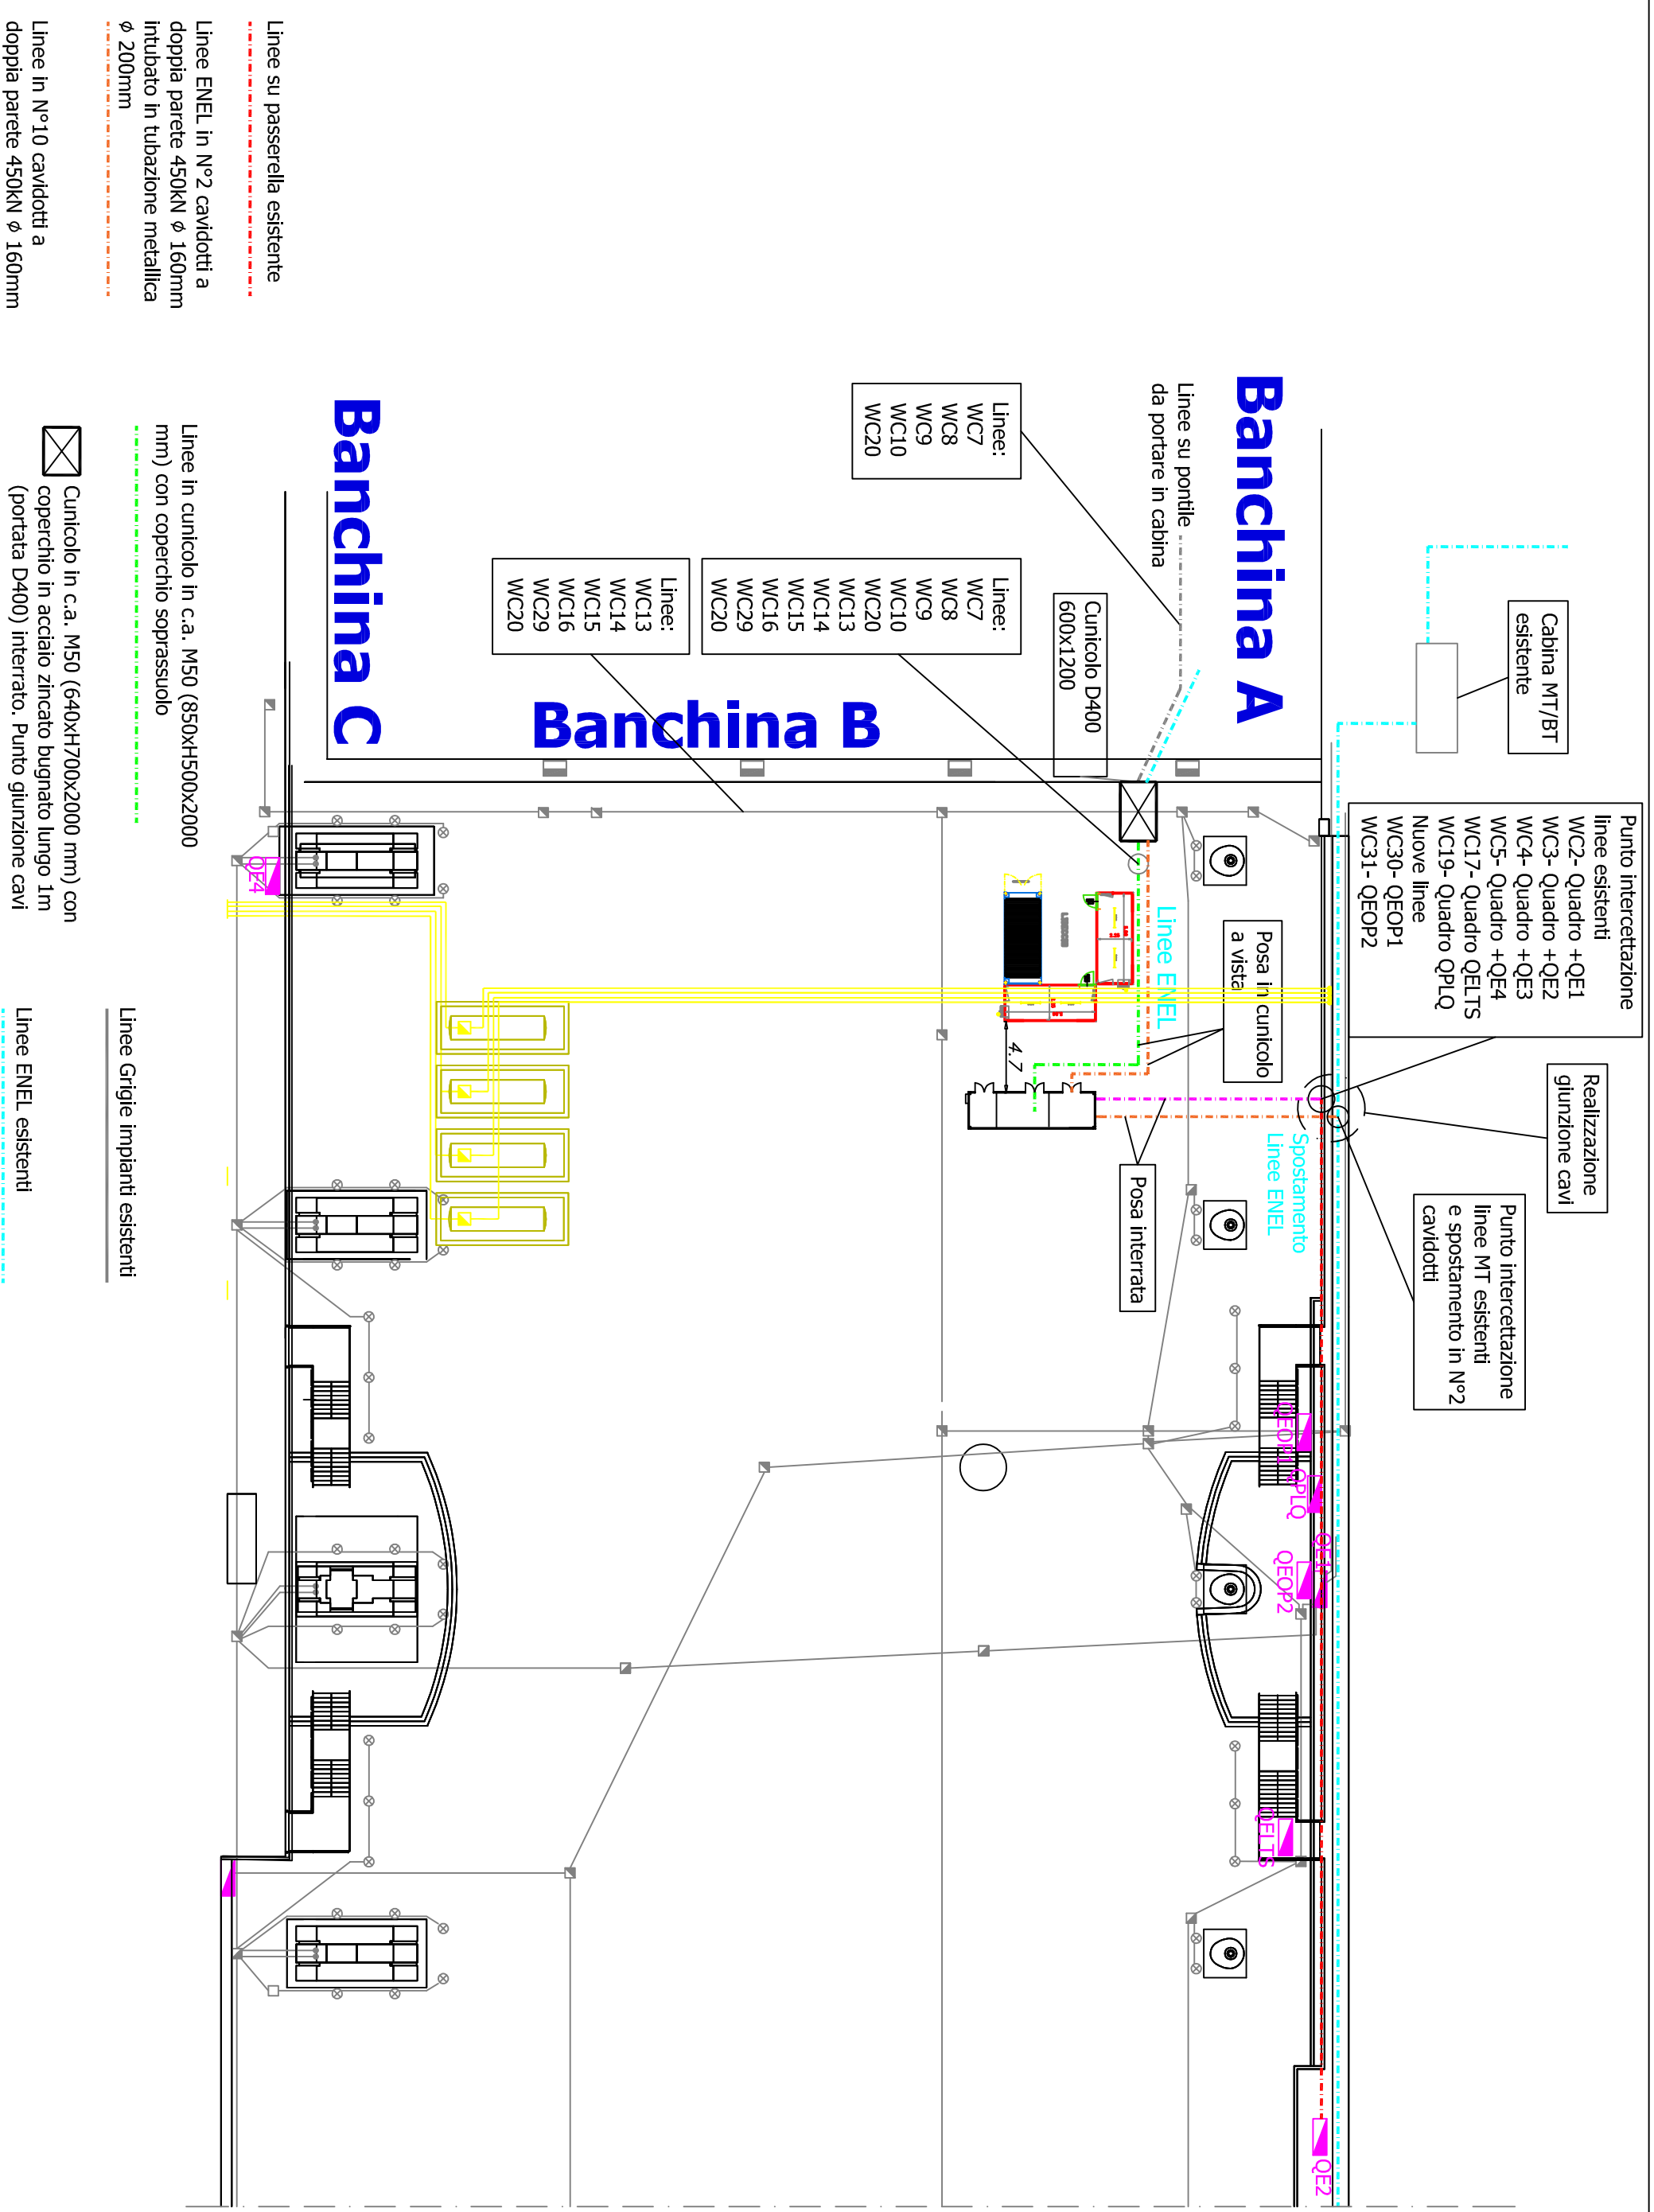 Punto intercettazione
linee esistenti
WC2- Quadro +QE1
WC3- Quadro +QE2
WC4- Quadro +QE3
WC5- Quadro +QE4
WC17- Quadro QELTS
WC19- Quadro QPLQ
Nuove linee
WC30- QEOP1
WC31- QEOP2
Cabina MT/BT
esistente
Realizzazione
giunzione cavi
Punto intercettazione
linee MT esistenti
e spostamento in N°2
cavidotti
Banchina A
Spostamento
Linee ENEL
Posa in cunicolo
a vista
Linee ENEL
Linee su pontile
da portare in cabina
Posa interrata
Cunicolo D400
600x1200
Linee:
WC7
WC8
WC9
WC10
WC20
Linee:
WC7
WC8
WC9
WC10
WC20
WC13
WC14
WC15
WC16
WC29
WC20
4.7
Banchina B
Linee:
WC13
WC14
WC15
WC16
WC29
WC20
Banchina C
QEOP1
QPLQ
QE1
QEOP2
QELTS
QE2
QE4
Linee su passerella esistente
Linee ENEL in N°2 cavidotti a
doppia parete 450kN ϕ 160mm
intubato in tubazione metallica
ϕ 200mm
Linee in N°10 cavidotti a
doppia parete 450kN ϕ 160mm
Linee in cunicolo in c.a. M50 (850xH500x2000
mm) con coperchio soprassuolo
Cunicolo in c.a. M50 (640xH700x2000 mm) con
coperchio in acciaio zincato bugnato lungo 1m
(portata D400) interrato. Punto giunzione cavi
Linee Grigie impianti esistenti
Linee ENEL esistenti